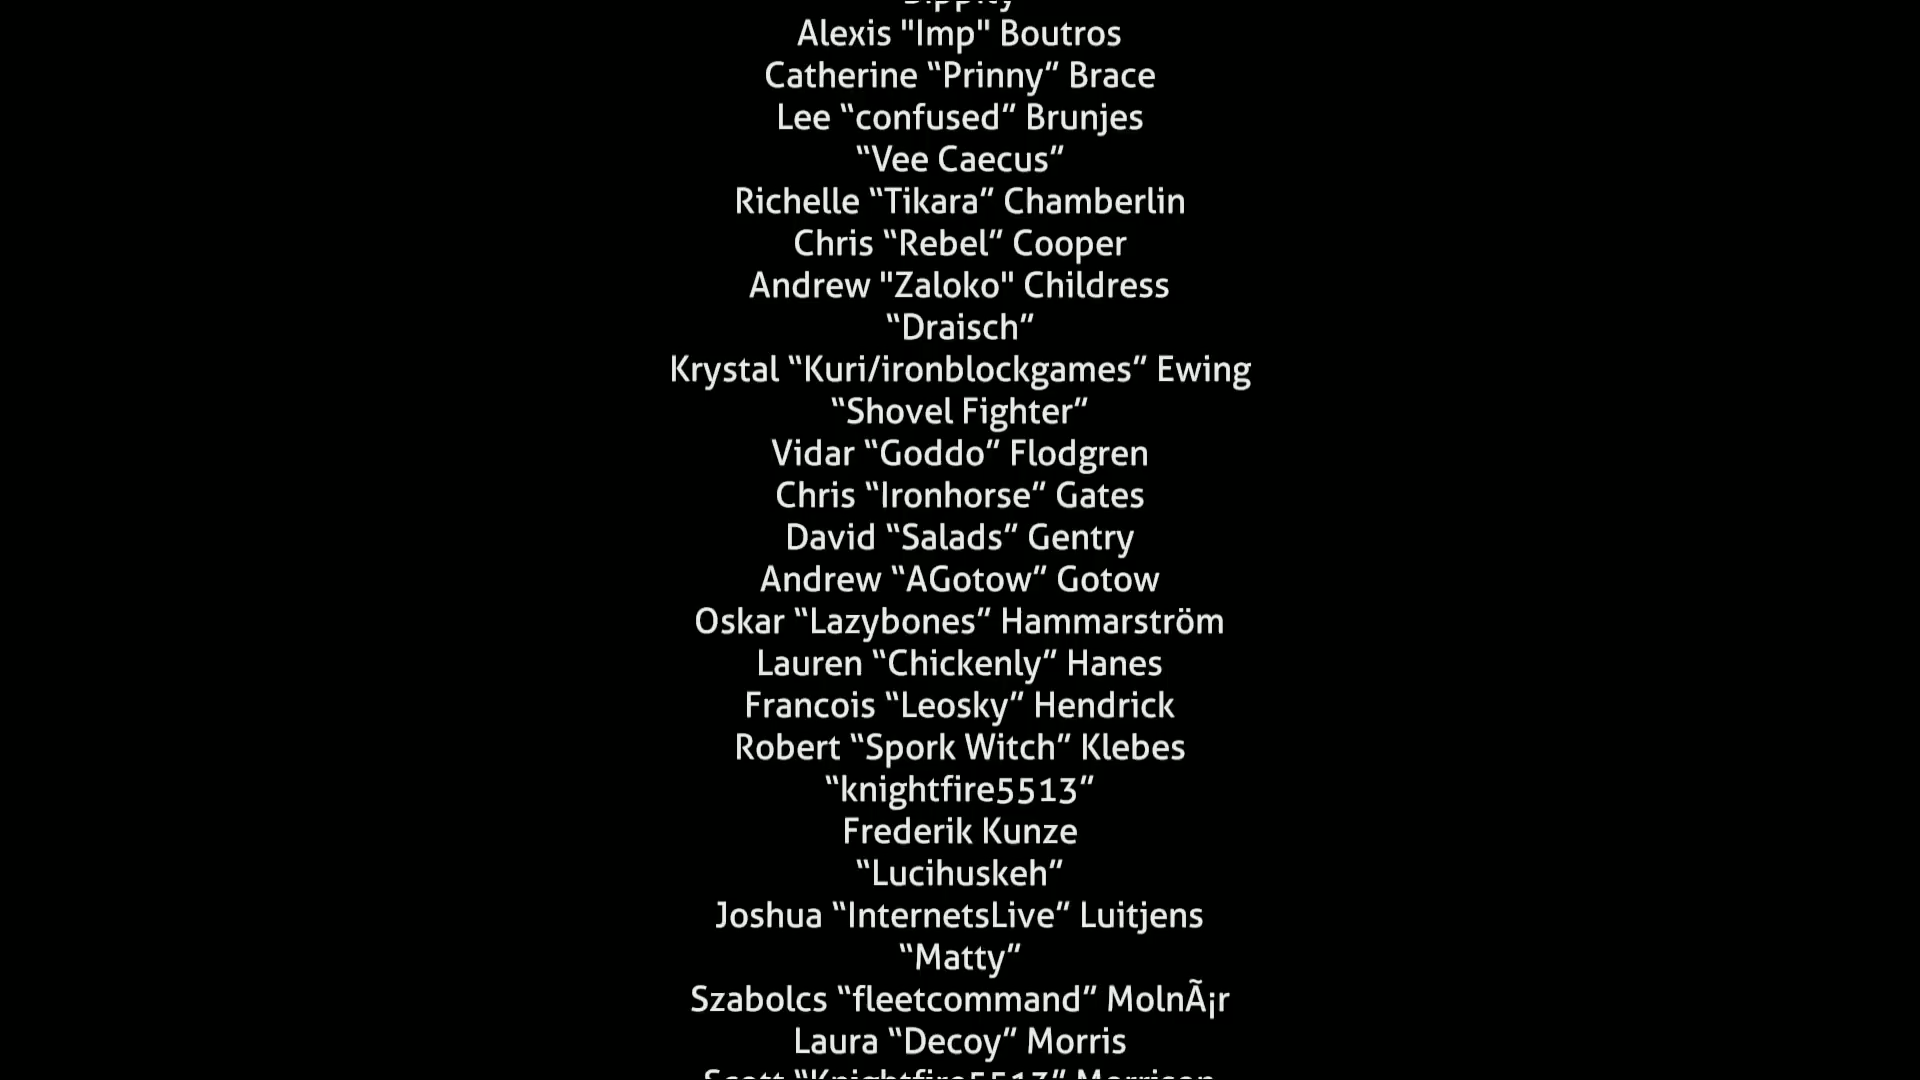 Alexis "Imp" Boutros
Catherine “Prinny” Brace
Lee “confused” Brunjes
“Vee Caecus”
Richelle “Tikara” Chamberlin
Chris “Rebel” Cooper
Andrew "Zaloko" Childress
“Draisch”
Krystal “Kuri/ironblockgames” Ewing
“Shovel Fighter”
Vidar “Goddo” Flodgren
Chris “Ironhorse” Gates
David “Salads” Gentry
Andrew “AGotow” Gotow
Oskar “Lazybones” Hammarström
Lauren “Chickenly” Hanes
Francois “Leosky” Hendrick
Robert “Spork Witch” Klebes
“knightfire5513”
Frederik Kunze
“Lucihuskeh”
Joshua “InternetsLive” Luitjens
“Matty”
Szabolcs “fleetcommand” MolnÃ¡r
Laura “Decoy” Morris
Scott “Knightfire5513” Morrison